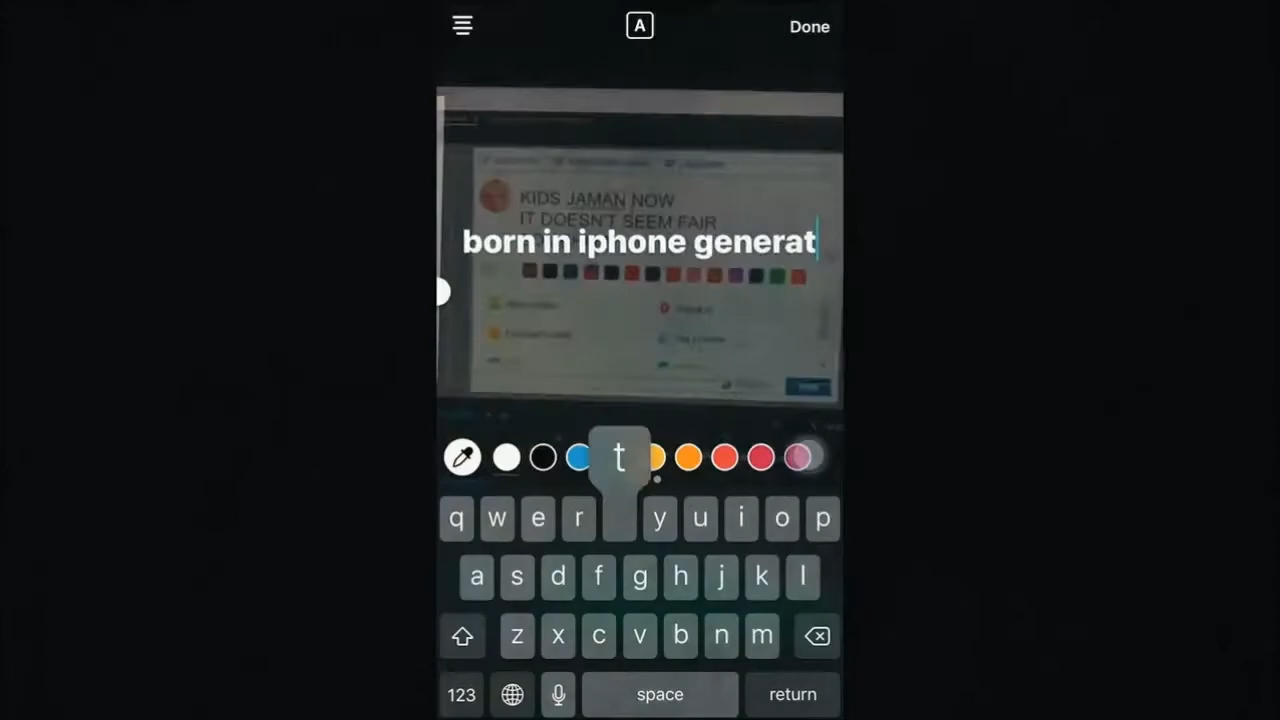 A
Done
KIDS JAMAN NOW
IT DOESN'T SEEM FAIR
born in iphone generat
t
q w e r y u i o p
a s d f g h j k l
z x c v b n m
123 space return